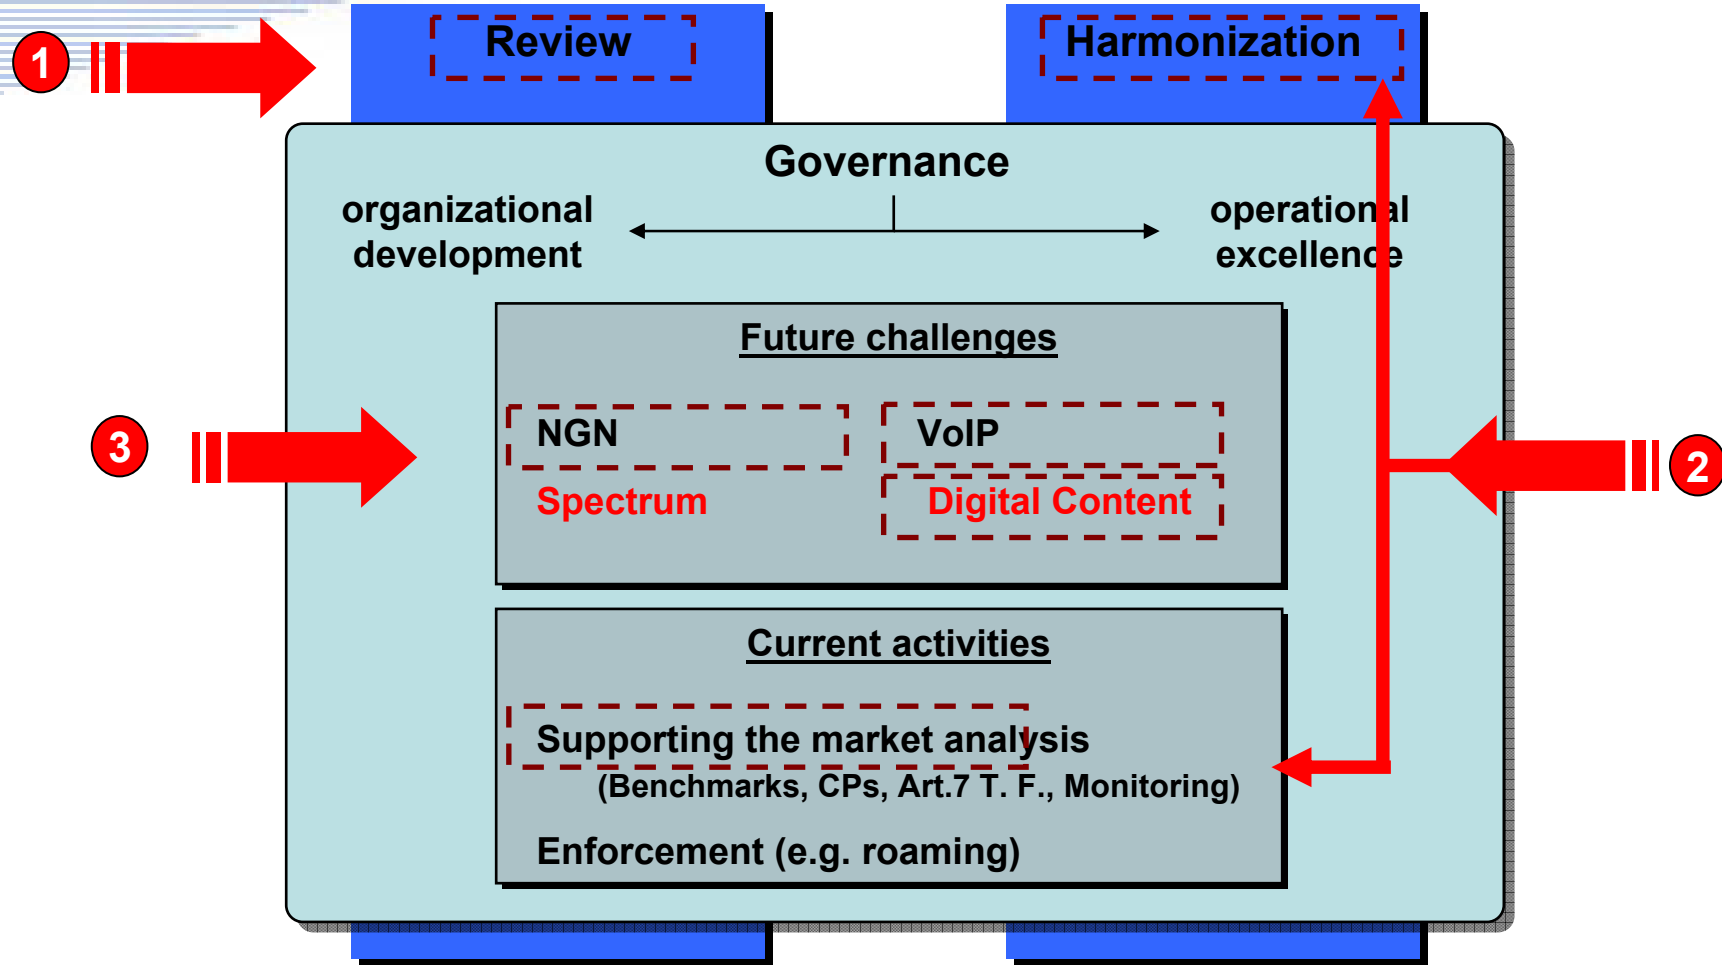 1
Review
Harmonization
Governance
organizational
development
operational
excellence
Future challenges
NGN
VoIP
Spectrum
Digital Content
3
2
Current activities
Supporting the market analysis
(Benchmarks, CPs, Art.7 T. F., Monitoring)
Enforcement (e.g. roaming)